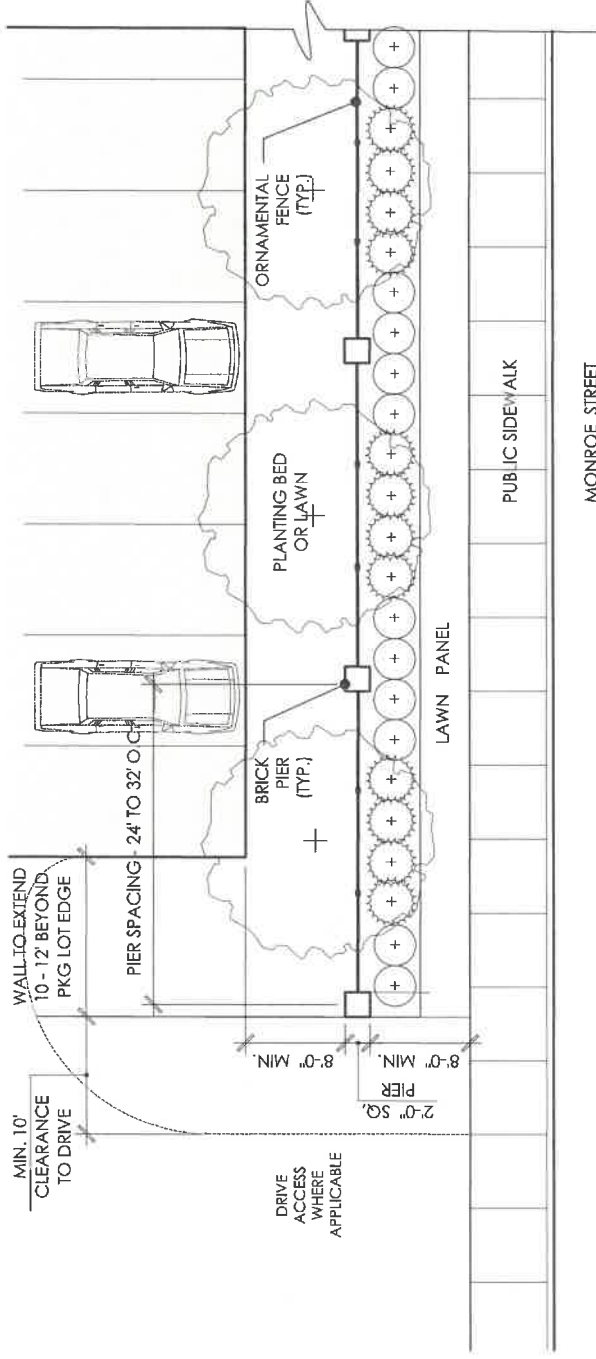 MIN. 10'
CLEARANCE
TO DRIVE
WALL TO EXTEND
10 - 12' BEYOND
PKG LOT EDGE
PIER SPACING - 24' TO 32' O.C.
BRICK
PIER
(TYP.)
PLANTING BED
OR LAWN
ORNAMENTAL
FENCE
(TYP.)
8'-0" MIN.
2'-0" SQ,
PIER
8'-0" MIN.
DRIVE
ACCESS
WHERE
APPLICABLE
LAWN PANEL
PUBLIC SIDEWALK
MONROE STREET